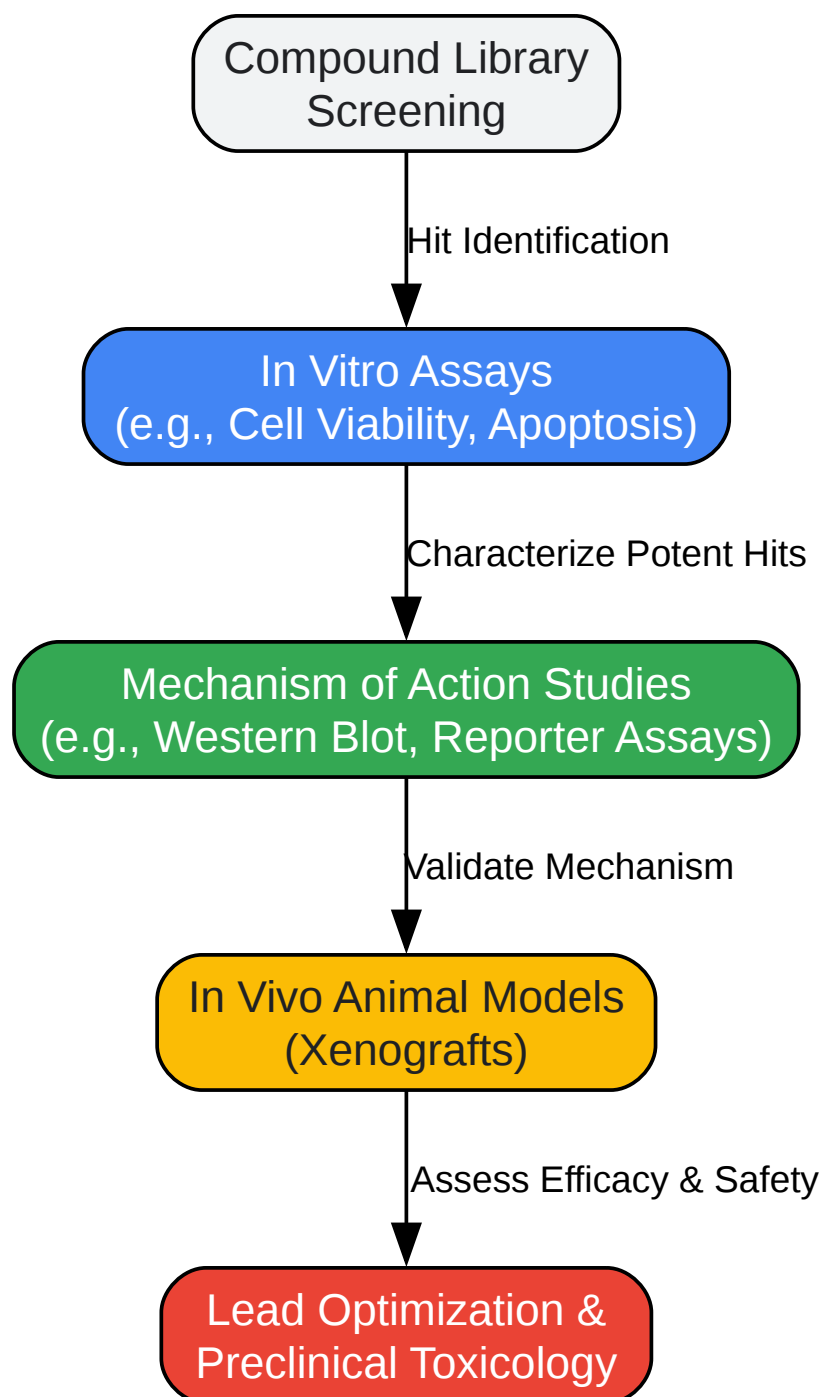 Compound Library
Screening
Hit Identification
In Vitro Assays
(e.g., Cell Viability, Apoptosis)
Characterize Potent Hits
Mechanism of Action Studies
(e.g., Western Blot, Reporter Assays)
Validate Mechanism
In Vivo Animal Models
(Xenografts)
Assess Efficacy & Safety
Lead Optimization &
Preclinical Toxicology